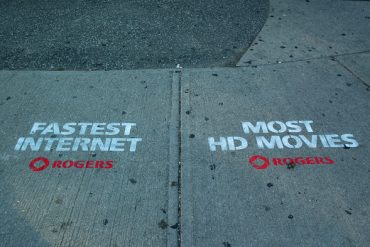 FASTEST
INTERNET
ROGERS
MOST
HD MOVIES
ROGERS